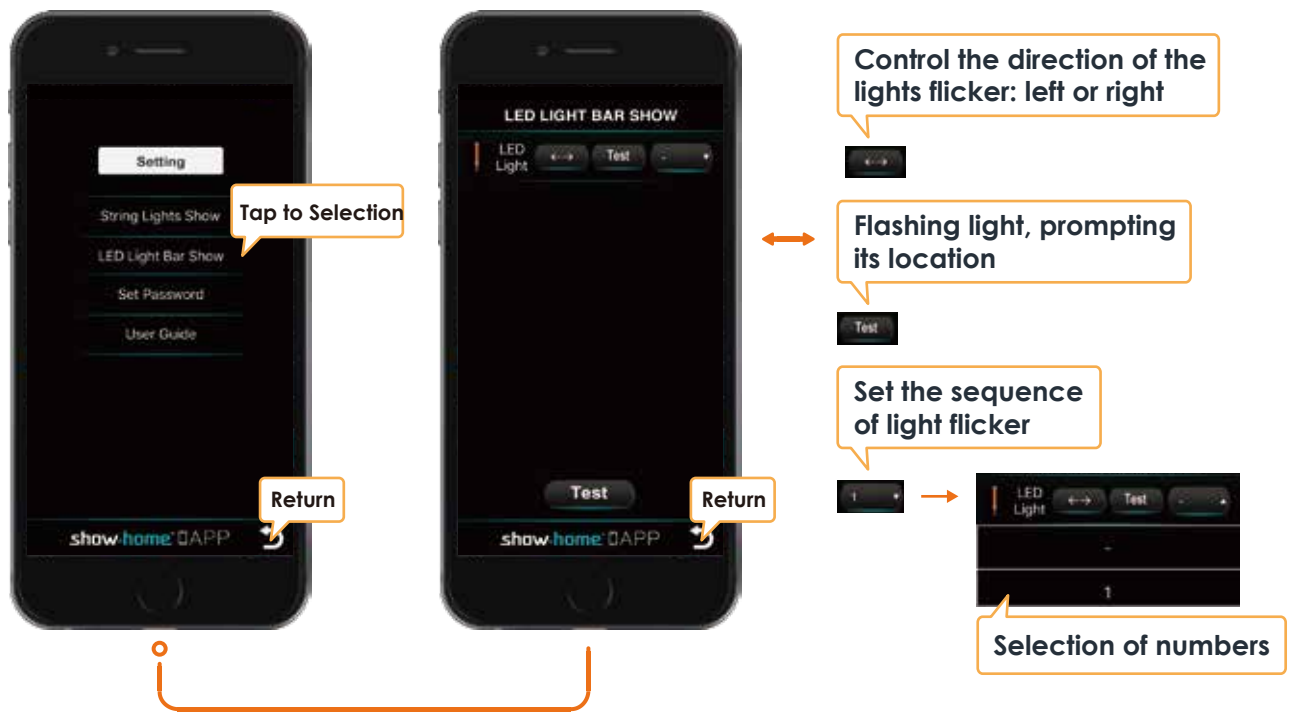 Setting
String Lights Show
LED Light Bar Show
Set Password
User Guide
Tap to Selection
Return
show home APP
LED LIGHT BAR SHOW
LED
Light
←→
Test
-
Test
Return
show home APP
Control the direction of the
lights flicker: left or right
←→
Flashing light, prompting
its location
Test
Set the sequence
of light flicker
1
LED
Light
←→
Test
-
-
1
Selection of numbers